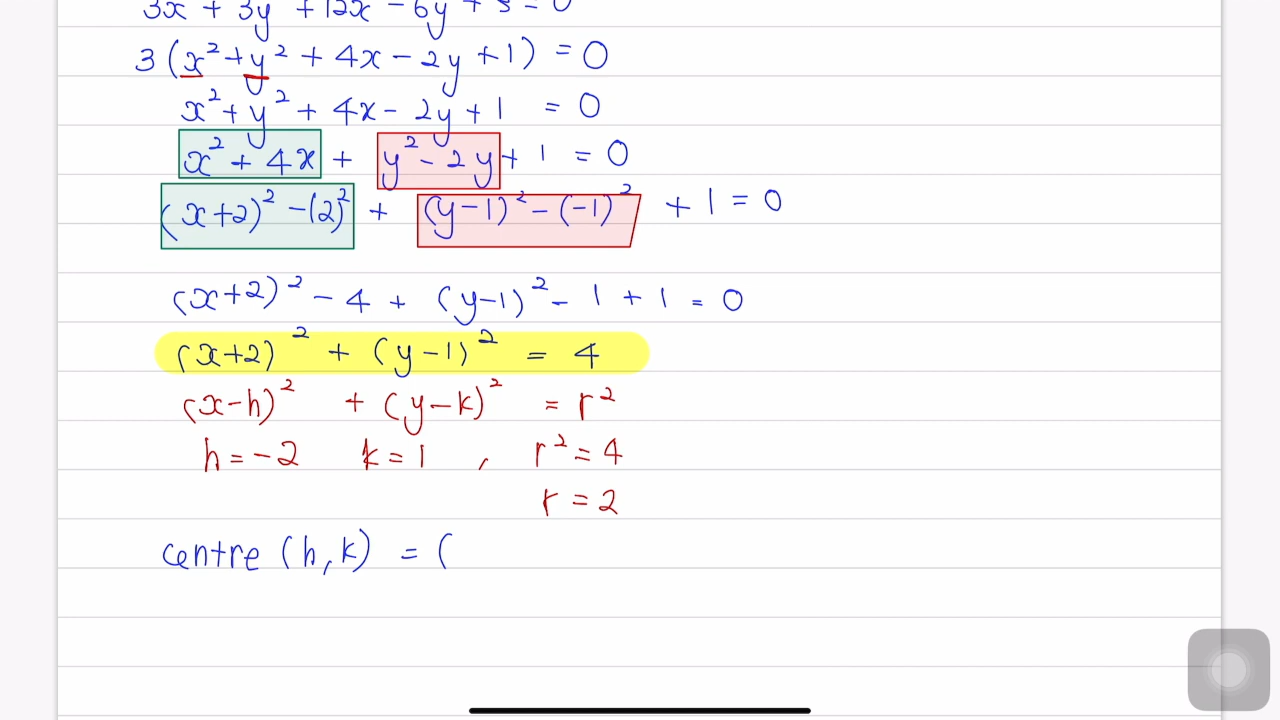 3x + 3y + 12x - 6y + 3 = 0
3 (x² + y² + 4x - 2y + 1) = 0
x² + y² + 4x - 2y + 1 = 0
x² + 4x + y² - 2y + 1 = 0
(x+2)² - (2)² + (y-1)² - (-1)² + 1 = 0
(x+2)² - 4 + (y-1)² - 1 + 1 = 0
(x+2)² + (y-1)² = 4
(x-h)² + (y-k)² = r²
h = -2 k = 1 , r² = 4
r = 2
centre (h, k) = (